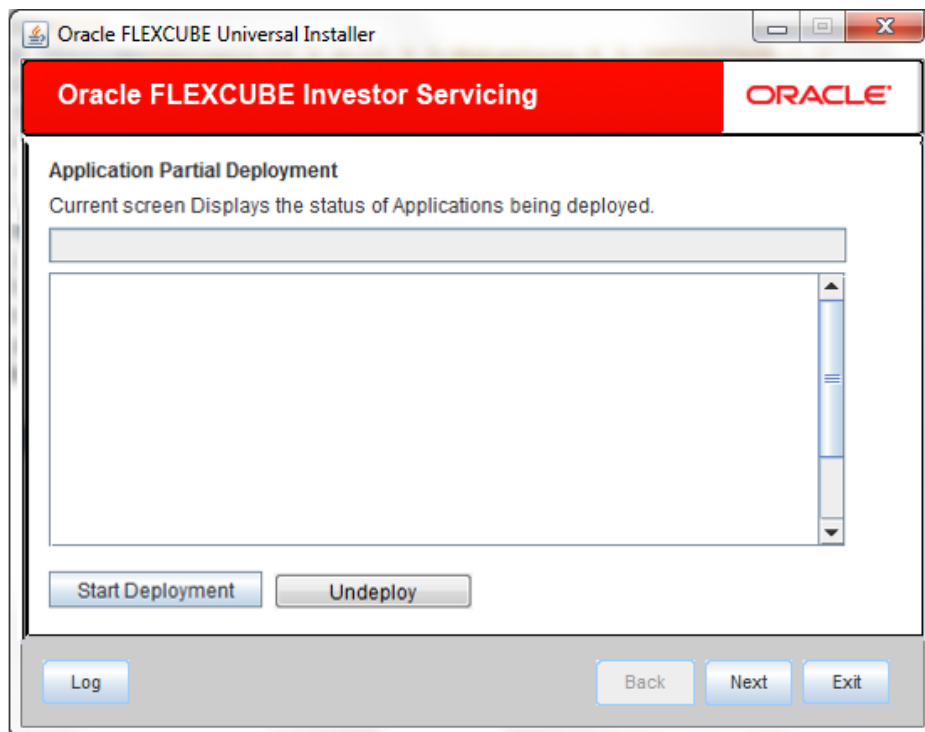 Oracle FLEXCUBE Universal Installer
Oracle FLEXCUBE Investor Servicing
ORACLE
Application Partial Deployment
Current screen Displays the status of Applications being deployed.
Start Deployment
Undeploy
Log
Back
Next
Exit